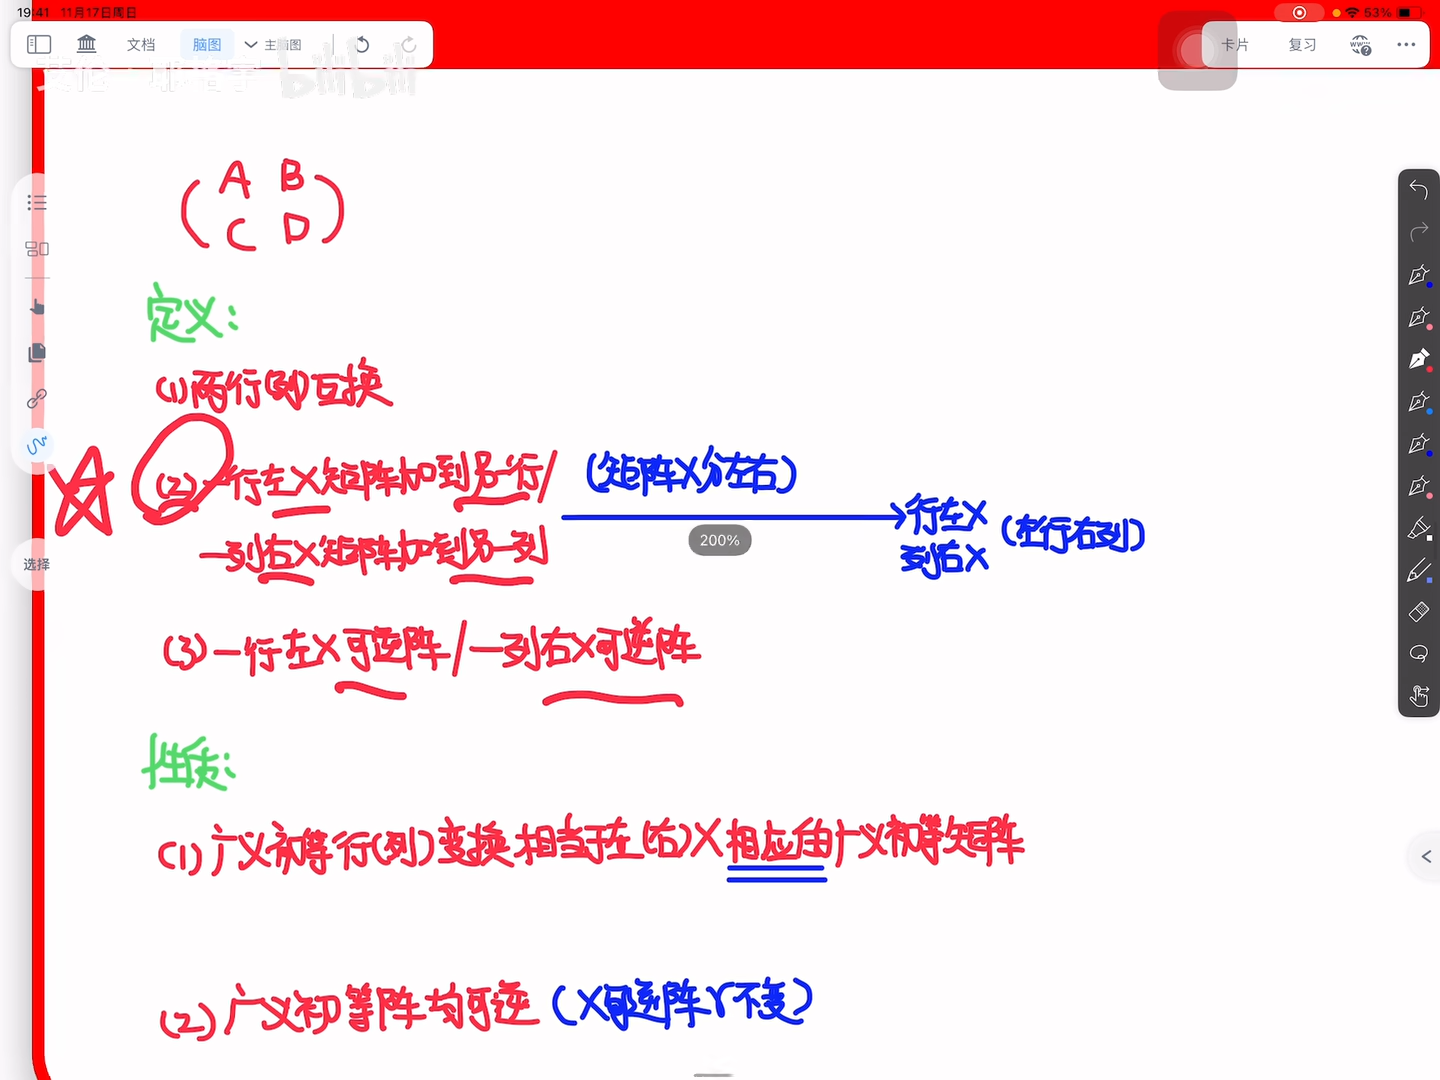 19:41 11月17日周日
53%
文档 脑图 主脑图 卡片 复习
bilibili
A B
C D
定义:
(1)两行(列)互换
(2)一行左X矩阵加到另一行/ (矩阵X分左右)
行左X (左行右列)
200%
一列右X矩阵加到另一列 列右X
选择
(3)一行左X可逆阵/一列右X可逆阵
性质:
(1)广义初等行(列)变换相当于左(右)X相应的广义初等矩阵
(2)广义初等阵均可逆(X可逆阵r不变)